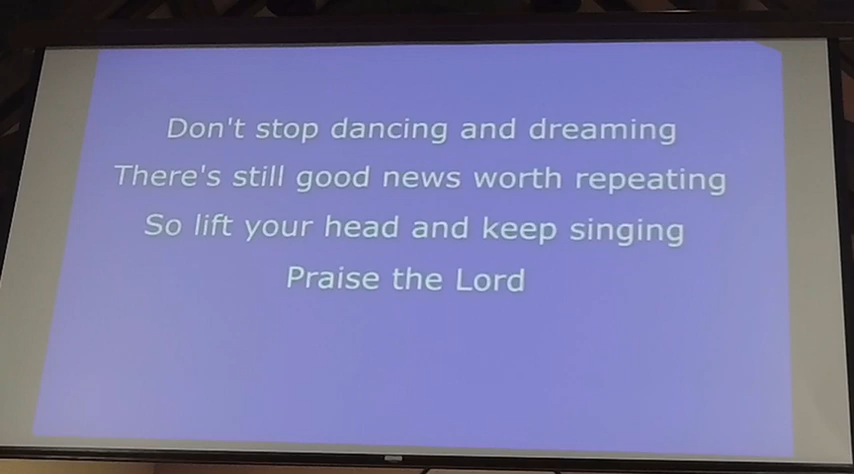 Don't stop dancing and dreaming
There's still good news worth repeating
So lift your head and keep singing
Praise the Lord